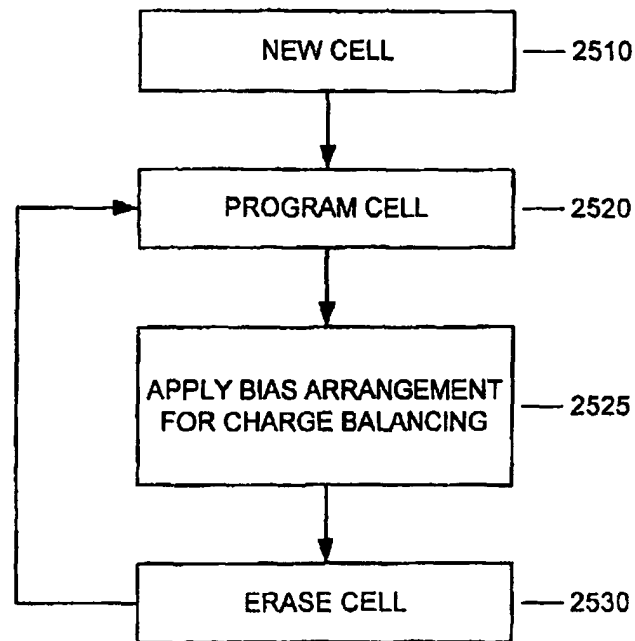 NEW CELL
2510
PROGRAM CELL
2520
APPLY BIAS ARRANGEMENT
FOR CHARGE BALANCING
2525
ERASE CELL
2530